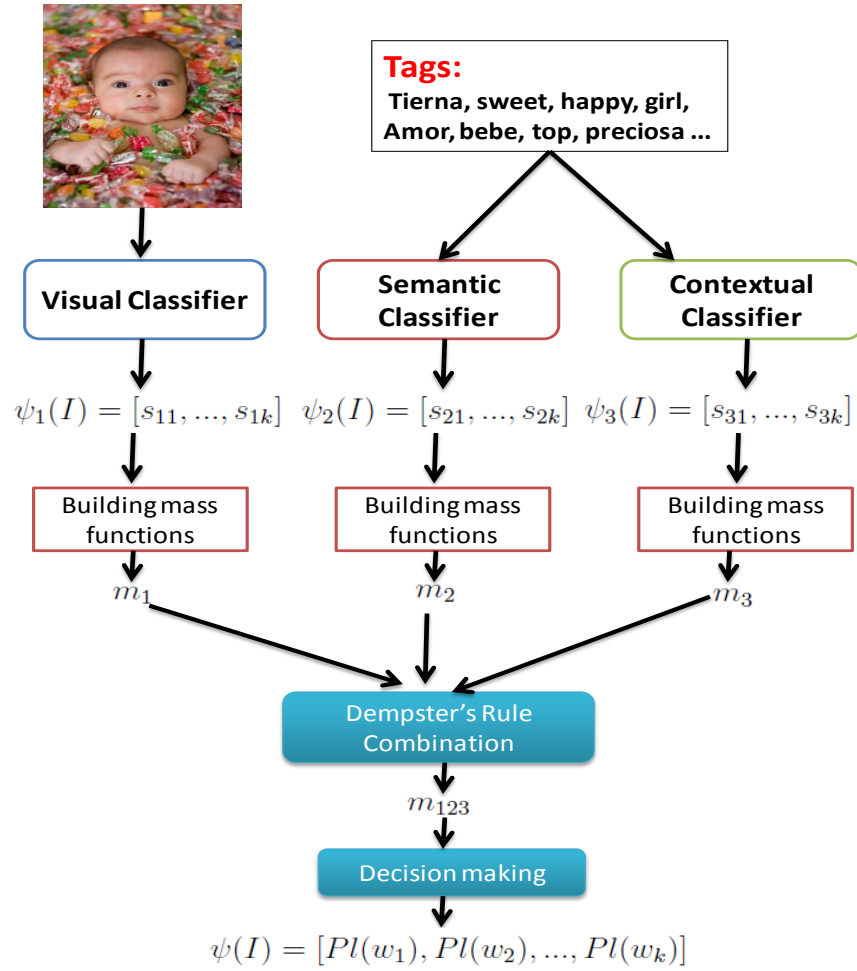 Tags:
Tierna, sweet, happy, girl,
Amor, bebe, top, preciosa ...
Visual Classifier
Semantic
Classifier
Contextual
Classifier
ψ₁(I) = [s₁₁, ..., s₁ₖ]
ψ₂(I) = [s₂₁, ..., s₂ₖ]
ψ₃(I) = [s₃₁, ..., s₃ₖ]
Building mass
functions
Building mass
functions
Building mass
functions
m₁
m₂
m₃
Dempster's Rule
Combination
m₁₂₃
Decision making
ψ(I) = [Pl(w₁), Pl(w₂), ..., Pl(wₖ)]